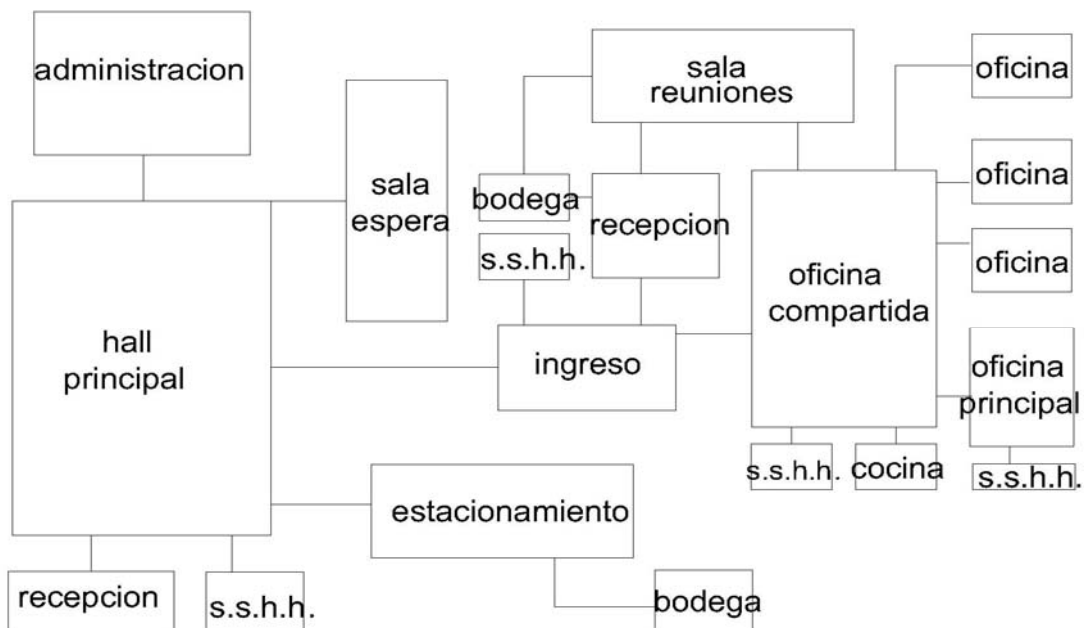 administracion
sala
reuniones
oficina
sala
espera
bodega
recepcion
oficina
s.s.h.h.
oficina
compartida
oficina
hall
principal
ingreso
oficina
principal
s.s.h.h.
cocina
s.s.h.h.
estacionamiento
recepcion
s.s.h.h.
bodega